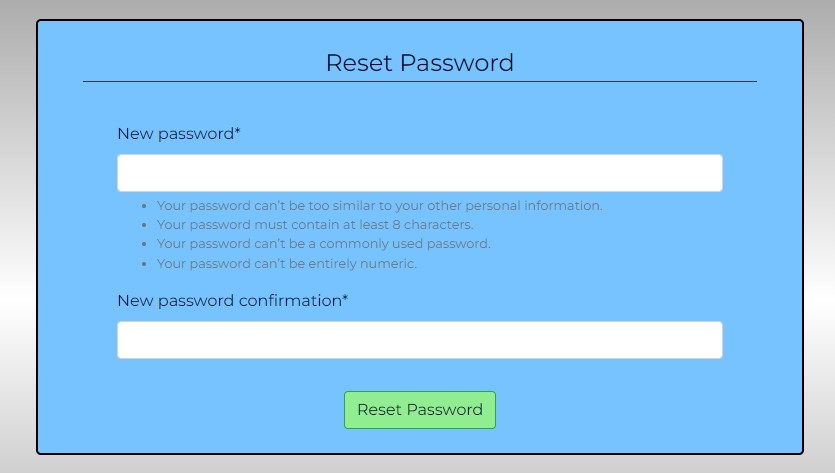 Reset Password
New password*
Your password can't be too similar to your other personal information.
Your password must contain at least 8 characters.
Your password can't be a commonly used password.
Your password can't be entirely numeric.
New password confirmation*
Reset Password